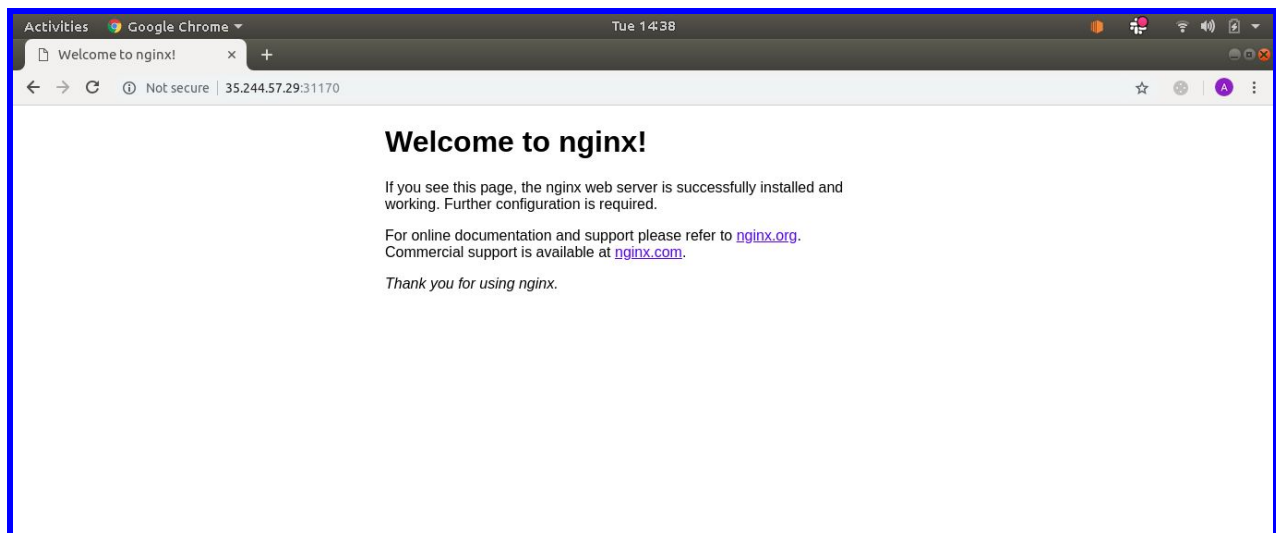 Activities Google Chrome Tue 14:38
Welcome to nginx!
Not secure 35.244.57.29:31170 A
Welcome to nginx!
If you see this page, the nginx web server is successfully installed and
working. Further configuration is required.
For online documentation and support please refer to nginx.org.
Commercial support is available at nginx.com.
Thank you for using nginx.